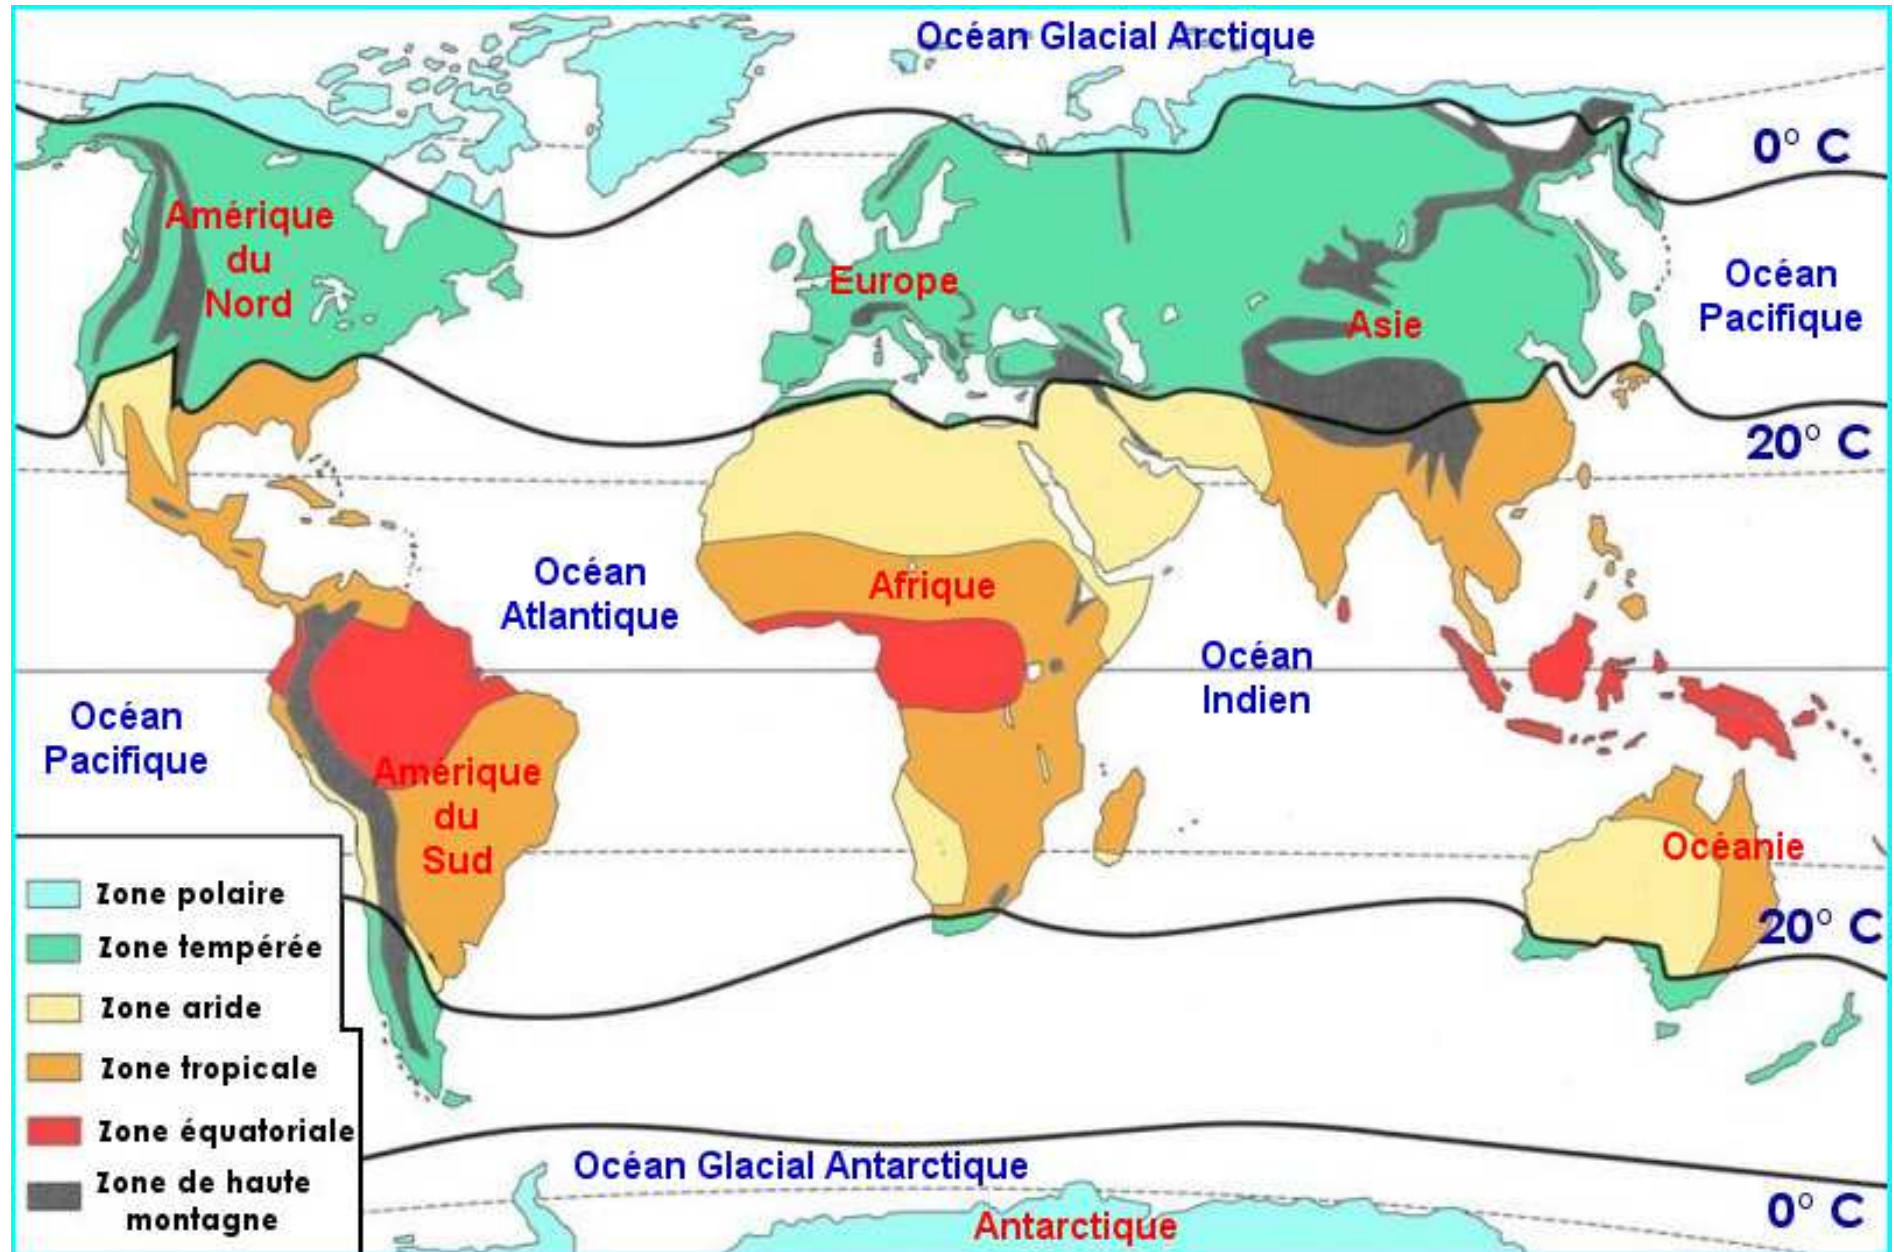 Océan Glacial Arctique
0° C
Amérique
du
Nord
Europe
Asie
Océan
Pacifique
20° C
Océan
Atlantique
Afrique
Océan
Indien
Océan
Pacifique
Amérique
du
Sud
Océanie
20° C
Zone polaire
Zone tempérée
Zone aride
Zone tropicale
Zone équatoriale
Zone de haute
montagne
Océan Glacial Antarctique
Antarctique
0° C